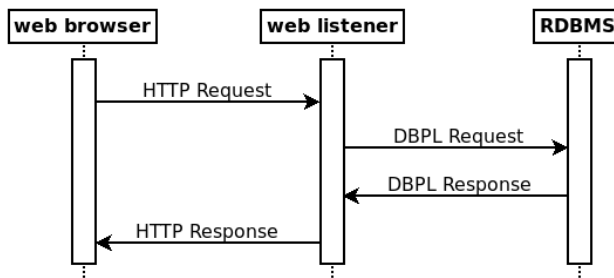 web browser
web listener
RDBMS
HTTP Request
DBPL Request
DBPL Response
HTTP Response